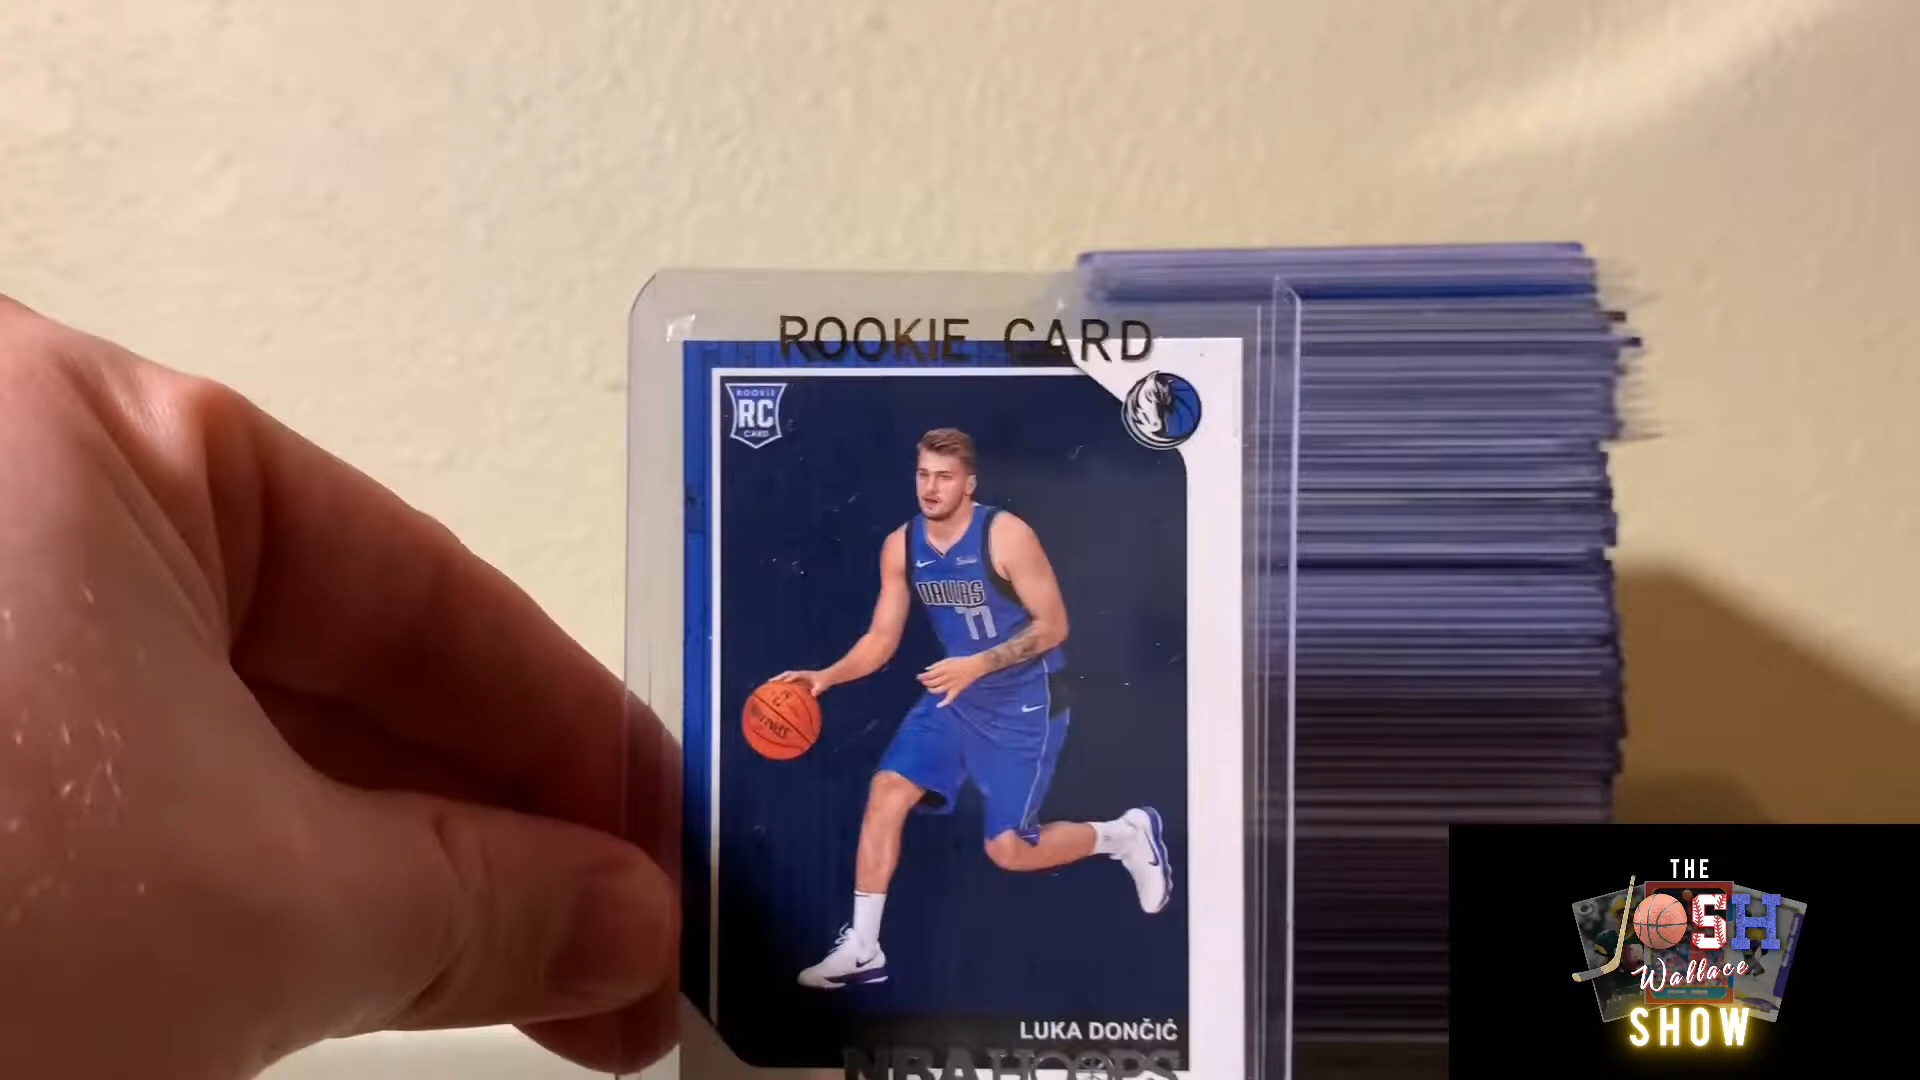 ROOKIE CARD
ROOKIE
RC
CARD
DALLAS
77
LUKA DONČIĆ
NBA HOOPS
THE
JOSH
Wallace
SHOW